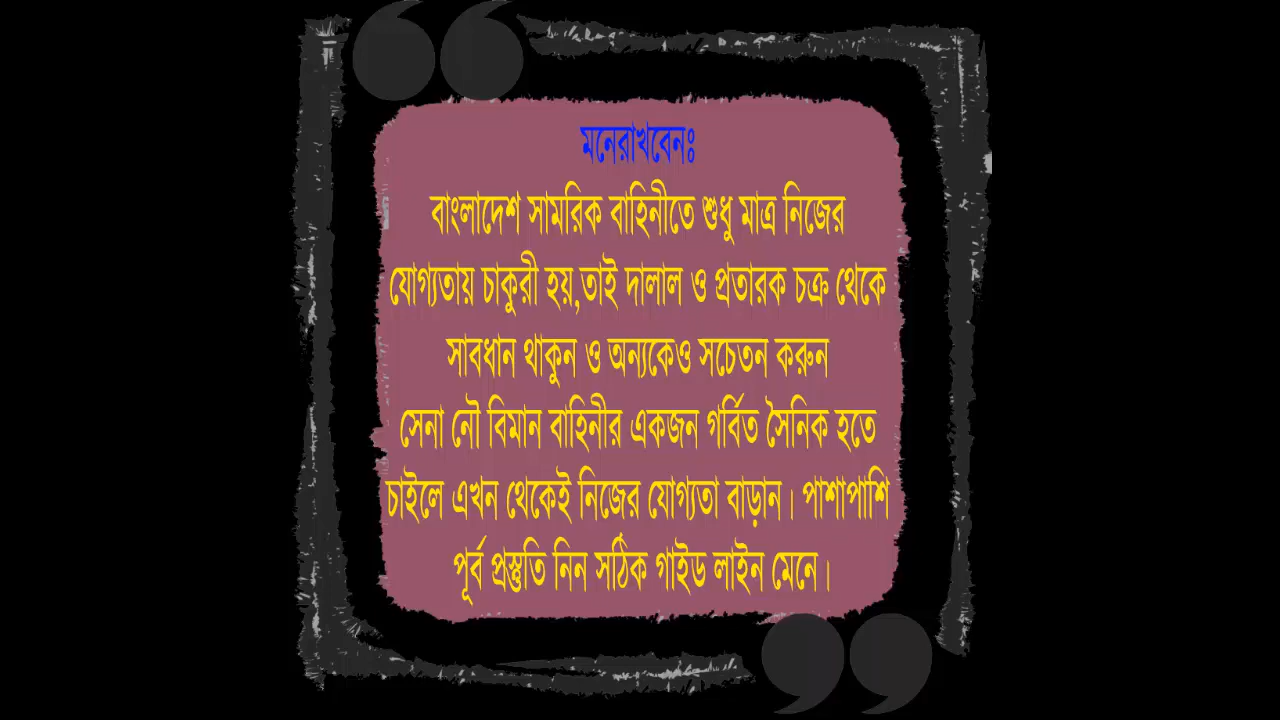 মনেরাখবেনঃ
বাংলাদেশ সামরিক বাহিনীতে শুধু মাত্র নিজের
যোগ্যতায় চাকুরী হয়,তাই দালাল ও প্রতারক চক্র থেকে
সাবধান থাকুন ও অন্যকেও সচেতন করুন
সেনা নৌ বিমান বাহিনীর একজন গর্বিত সৈনিক হতে
চাইলে এখন থেকেই নিজের যোগ্যতা বাড়ান। পাশাপাশি
পূর্ব প্রস্তুতি নিন সঠিক গাইড লাইন মেনে।